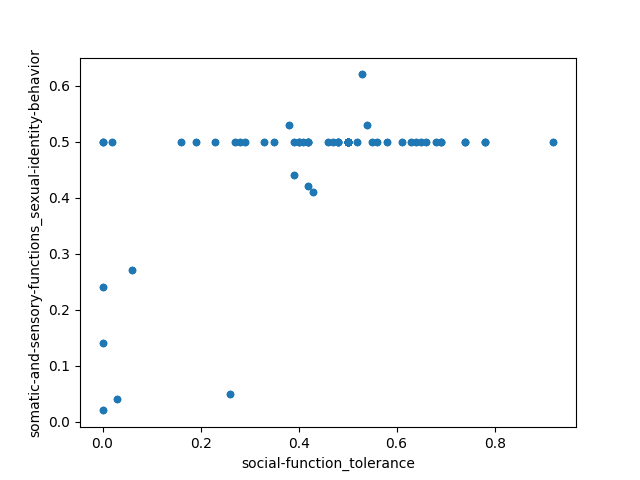 somatic-and-sensory-functions_sexual-identity-behavior
0.6
0.5
0.4
0.3
0.2
0.1
0.0
0.0 0.2 0.4 0.6 0.8
social-function_tolerance